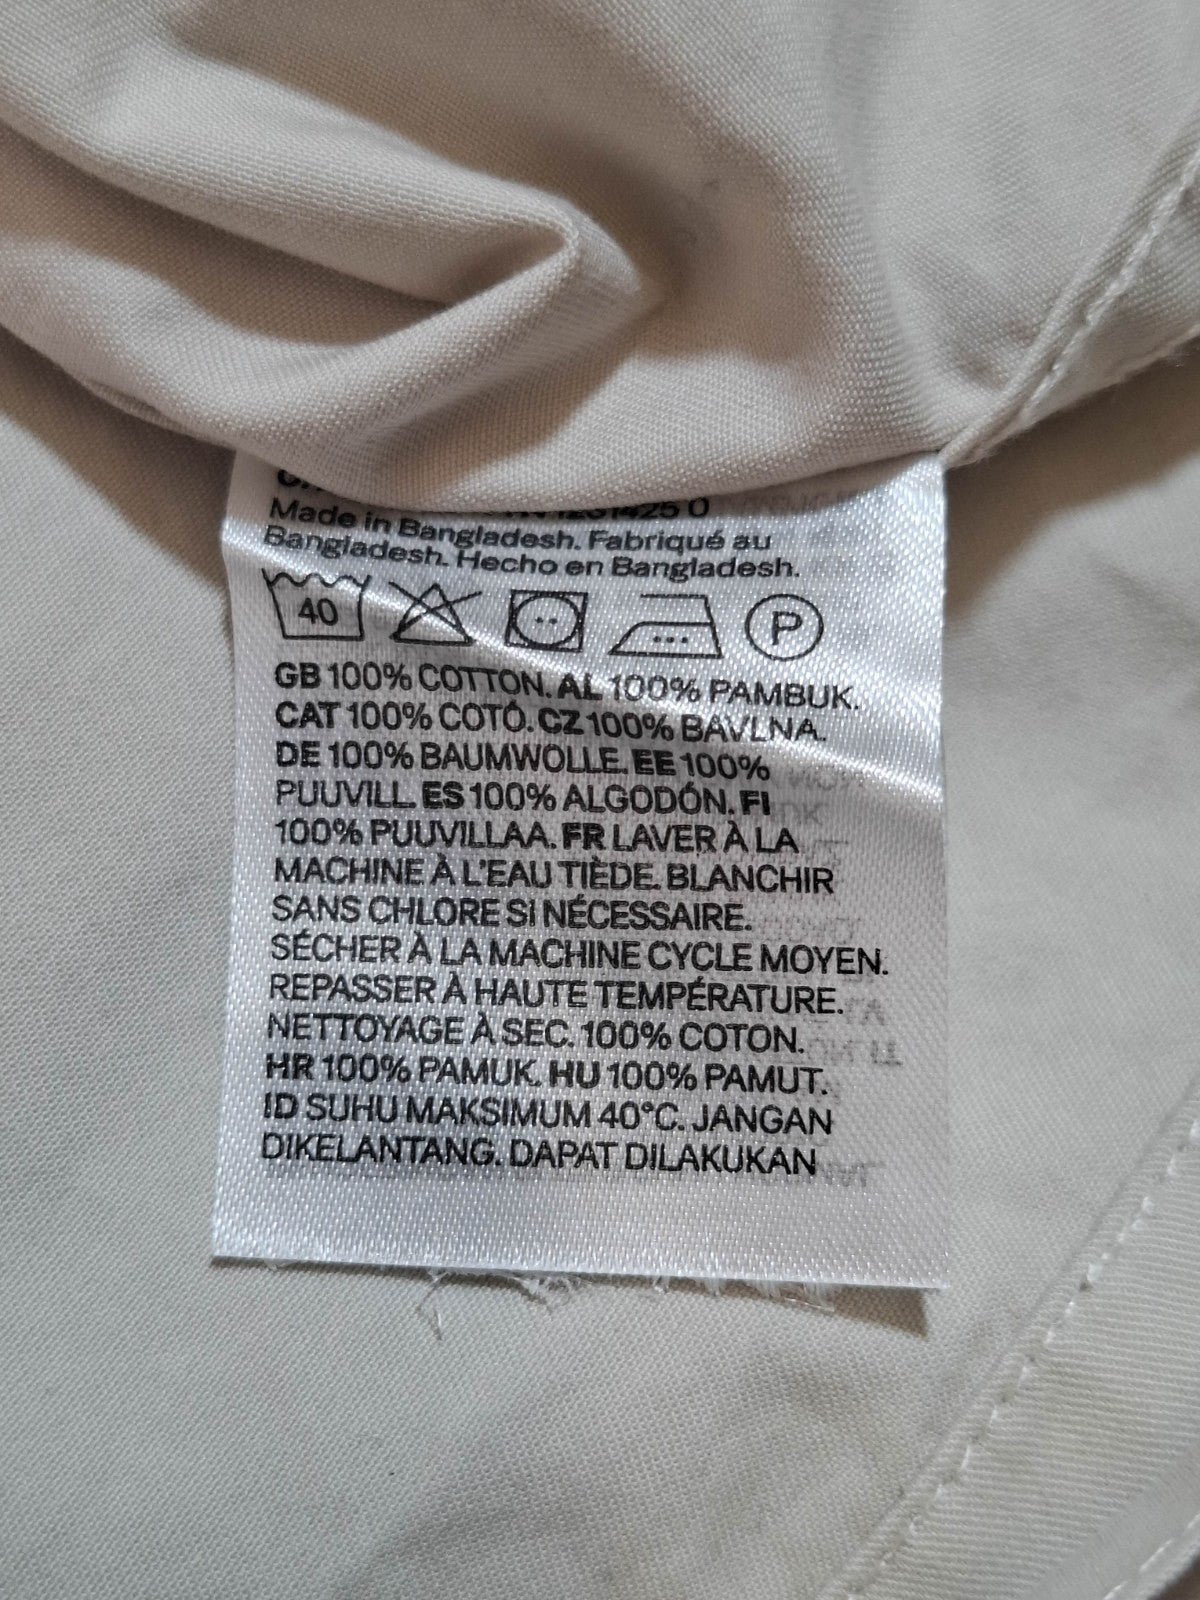 Made in Bangladesh. Fabriqué au
Bangladesh. Hecho en Bangladesh.
40 P
GB 100% COTTON. AL 100% PAMBUK.
CAT 100% COTÓ. CZ 100% BAVLNA.
DE 100% BAUMWOLLE. EE 100%
PUUVILL. ES 100% ALGODÓN. FI
100% PUUVILLAA. FR LAVER À LA
MACHINE À L'EAU TIÈDE. BLANCHIR
SANS CHLORE SI NÉCESSAIRE.
SÉCHER À LA MACHINE CYCLE MOYEN.
REPASSER À HAUTE TEMPÉRATURE.
NETTOYAGE À SEC. 100% COTON.
HR 100% PAMUK. HU 100% PAMUT.
ID SUHU MAKSIMUM 40°C. JANGAN
DIKELANTANG. DAPAT DILAKUKAN